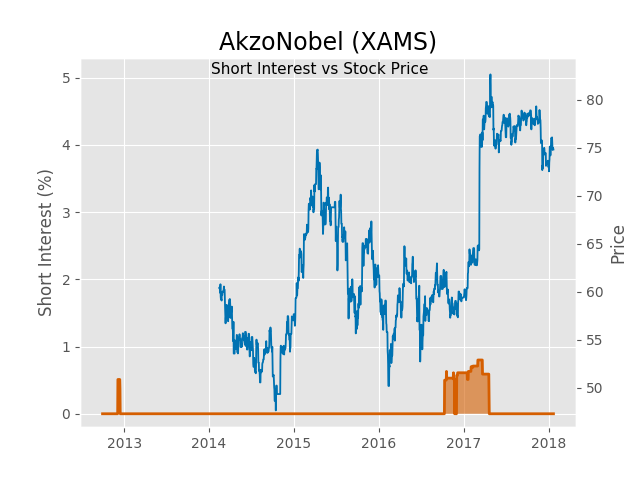 AkzoNobel (XAMS)
Short Interest vs Stock Price
Short Interest (%)
5
4
3
2
1
0
80
75
70
65
60
55
50
Price
2013 2014 2015 2016 2017 2018